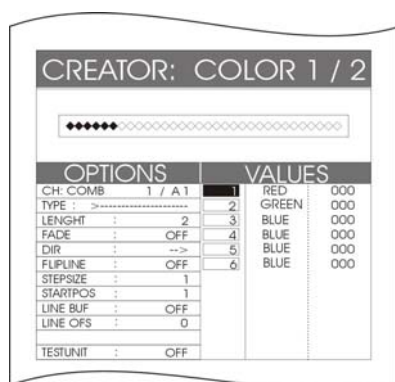 CREATOR: COLOR 1 / 2
OPTIONS VALUES
CH: COMB 1 / A1 1 RED 000
TYPE : >---------------------- 2 GREEN 000
LENGHT : 2 3 BLUE 000
FADE OFF 4 BLUE 000
DIR : --> 5 BLUE 000
FLIPLINE : OFF 6 BLUE 000
STEPSIZE : 1
STARTPOS : 1
LINE BUF : OFF
LINE OFS : 0
TESTUNIT : OFF